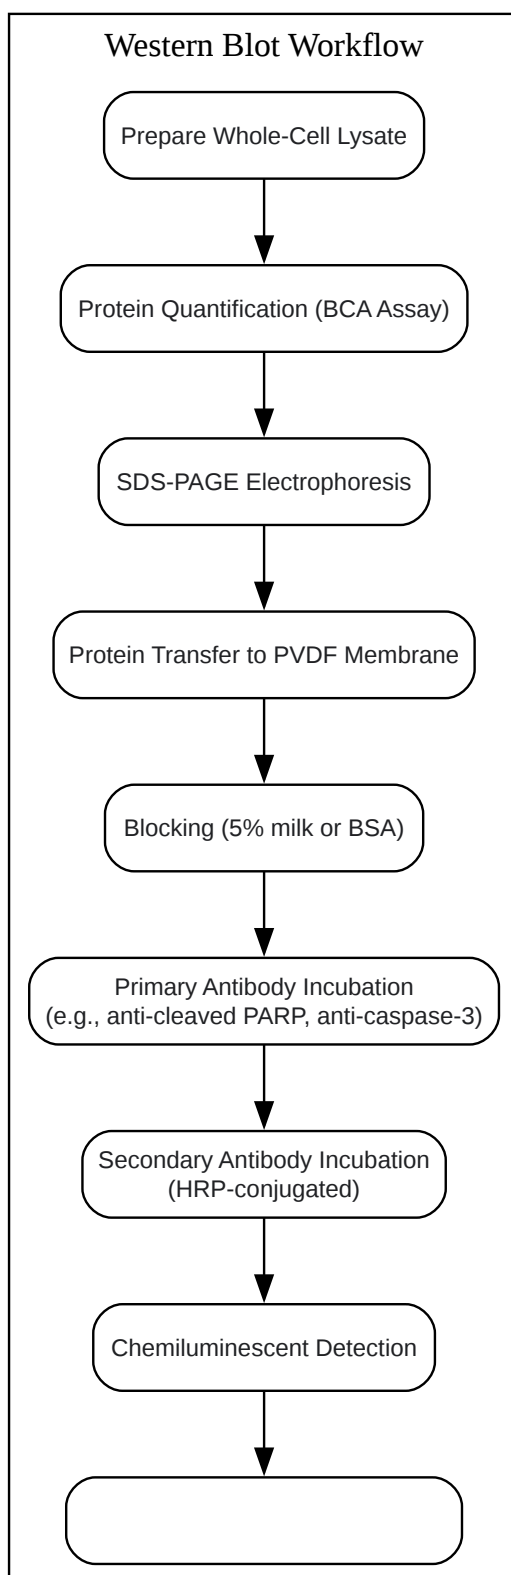 Western Blot Workflow
Prepare Whole-Cell Lysate
Protein Quantification (BCA Assay)
SDS-PAGE Electrophoresis
Protein Transfer to PVDF Membrane
Blocking (5% milk or BSA)
Primary Antibody Incubation
(e.g., anti-cleaved PARP, anti-caspase-3)
Secondary Antibody Incubation
(HRP-conjugated)
Chemiluminescent Detection